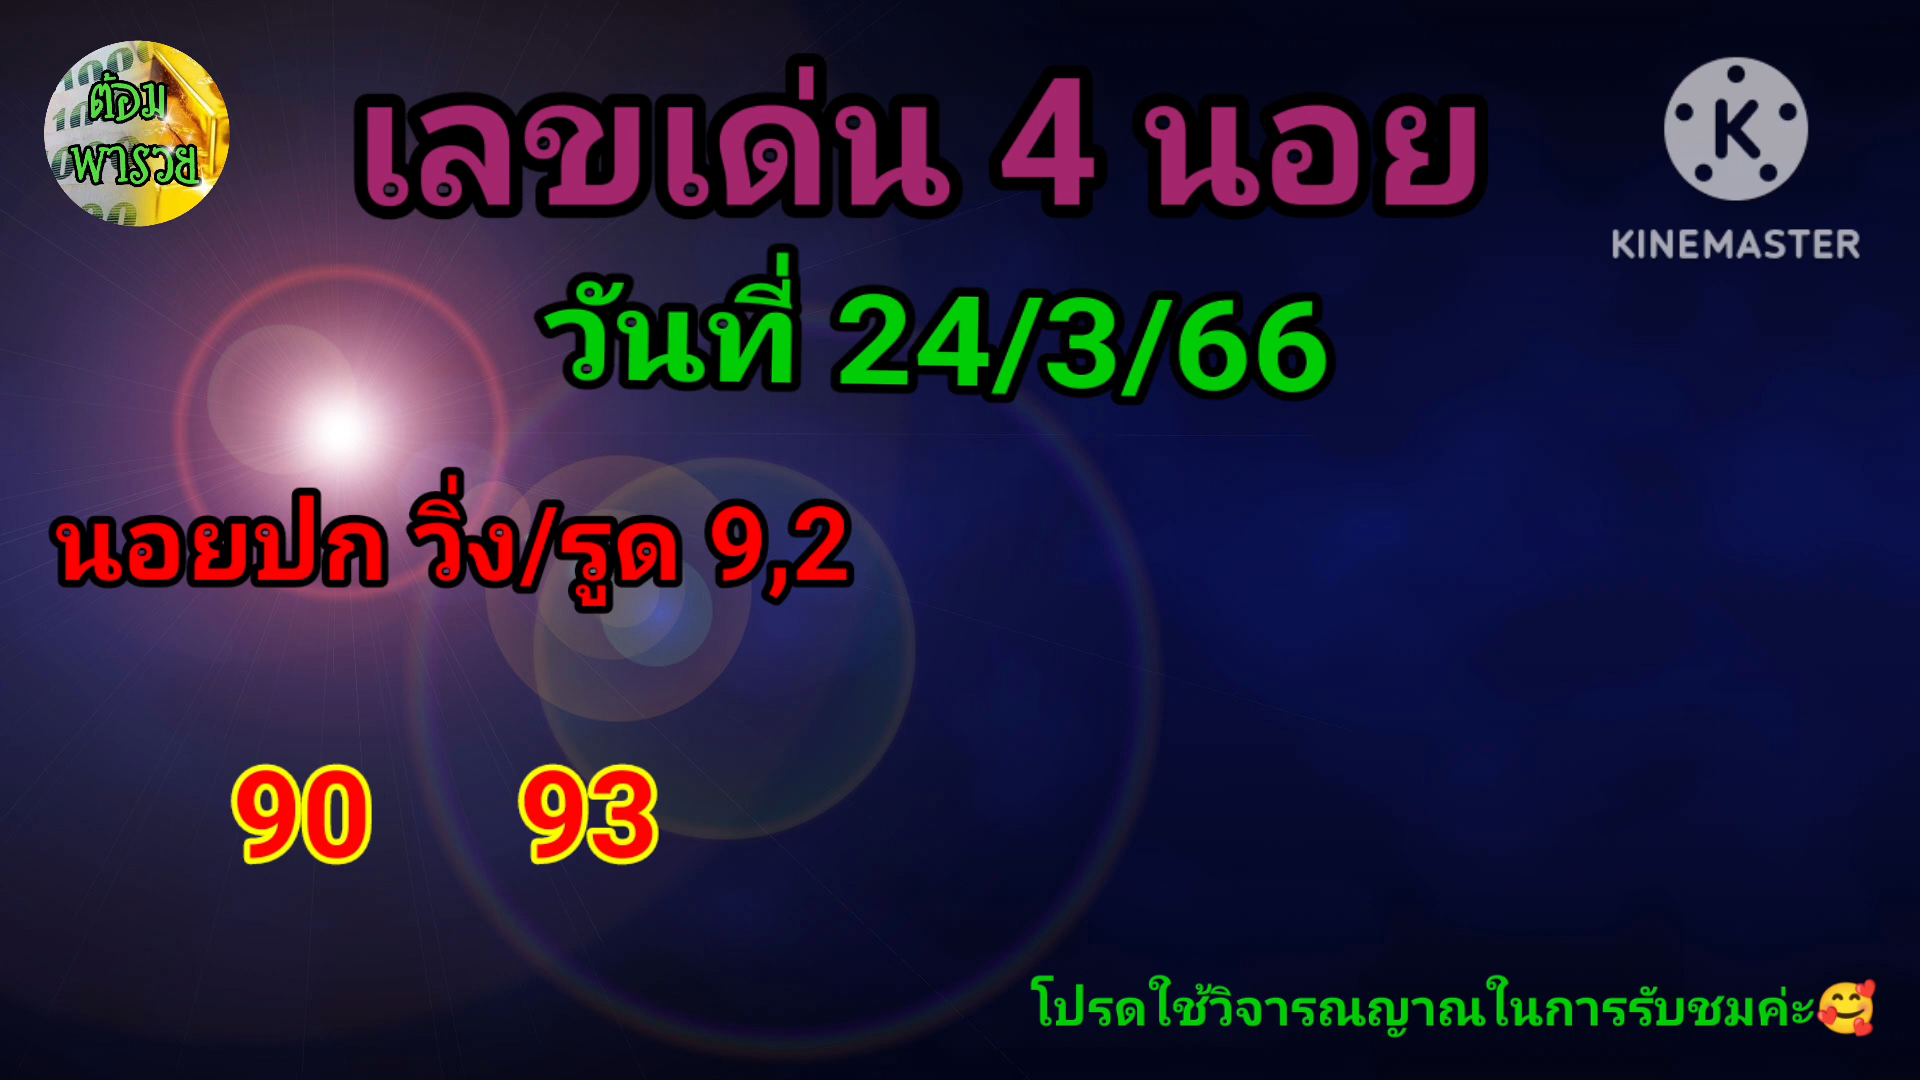 ต้อม
พารวย
เลขเด่น 4 นอย
KINEMASTER
วันที่ 24/3/66
นอยปก วิ่ง/รูด 9,2
90 93
โปรดใช้วิจารณญาณในการรับชมค่ะ🥰